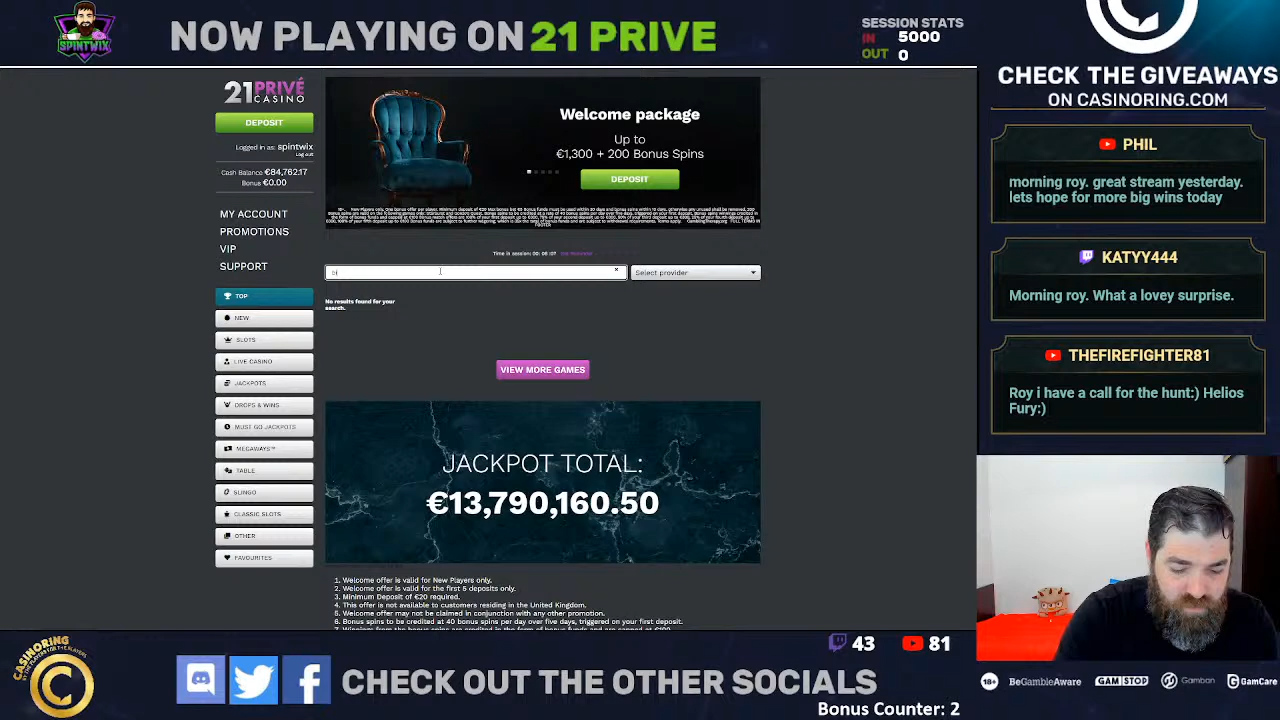 SPINTWIX
NOW PLAYING ON 21 PRIVE
SESSION STATS
IN 5000
OUT 0
CHECK THE GIVEAWAYS
ON CASINORING.COM
21 PRIVÉ
CASINO
DEPOSIT
Logged in as: spintwix
Log out
Cash Balance €84,762.17
Bonus €0.00
MY ACCOUNT
PROMOTIONS
VIP
SUPPORT
TOP
NEW
SLOTS
LIVE CASINO
JACKPOTS
DROPS & WINS
MUST GO JACKPOTS
MEGAWAYS™
TABLE
SLINGO
CLASSIC SLOTS
OTHER
FAVOURITES
Welcome package
Up to
€1,300 + 200 Bonus Spins
DEPOSIT
Time in session: 00:
Select provider
No results found for your
search.
VIEW MORE GAMES
JACKPOT TOTAL:
€13,790,160.50
1. Welcome offer is valid for New Players only.
2. Welcome offer is valid for the first 5 deposits only.
3. Minimum Deposit of €20 required.
4. This offer is not available to customers residing in the United Kingdom.
5. Welcome offer may not be claimed in conjunction with any other promotion.
6. Bonus spins to be credited at 40 bonus spins per day over five days, triggered on your first deposit.
PHIL
morning roy. great stream yesterday.
lets hope for more big wins today
KATYY444
Morning roy. What a lovey surprise.
THEFIREFIGHTER81
Roy i have a call for the hunt:) Helios
Fury:)
43
81
CASINORING
CHECK OUT THE OTHER SOCIALS
Bonus Counter: 2
18+
BeGambleAware
GAMSTOP
Gamban
GamCare